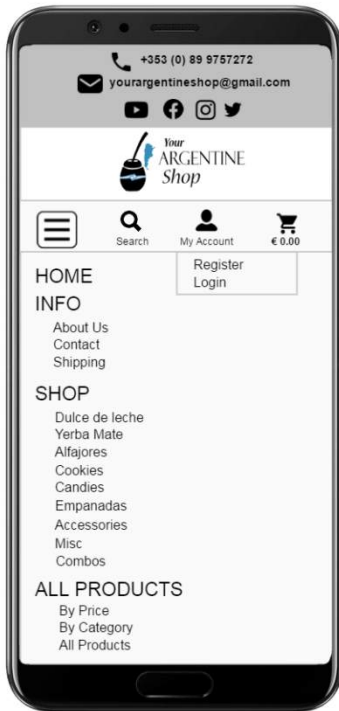 +353 (0) 89 9757272
yourargentineshop@gmail.com
Your
ARGENTINE
Shop
Search
My Account
€ 0.00
Register
Login
HOME
INFO
About Us
Contact
Shipping
SHOP
Dulce de leche
Yerba Mate
Alfajores
Cookies
Candies
Empanadas
Accessories
Misc
Combos
ALL PRODUCTS
By Price
By Category
All Products